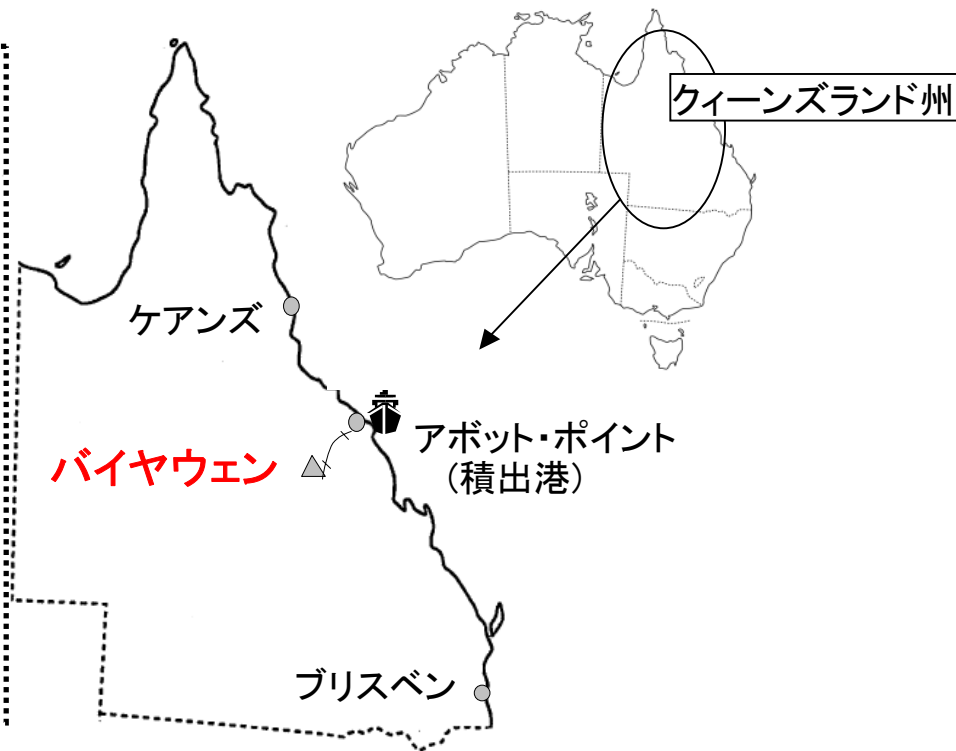 クィーンズランド州
ケアンズ
アボット・ポイント
（積出港）
バイヤウェン
ブリスベン